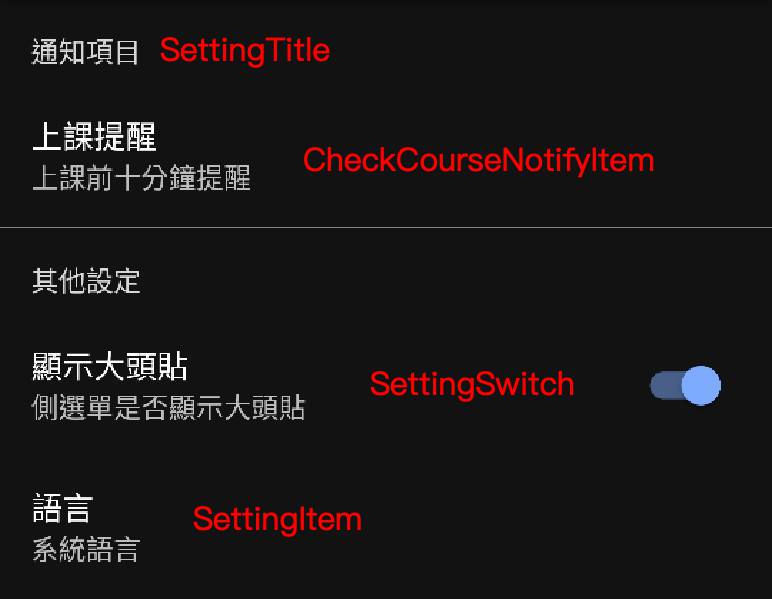 通知項目 SettingTitle
上課提醒
CheckCourseNotifyItem
上課前十分鐘提醒
其他設定
顯示大頭貼
SettingSwitch
側選單是否顯示大頭貼
語言
SettingItem
系統語言